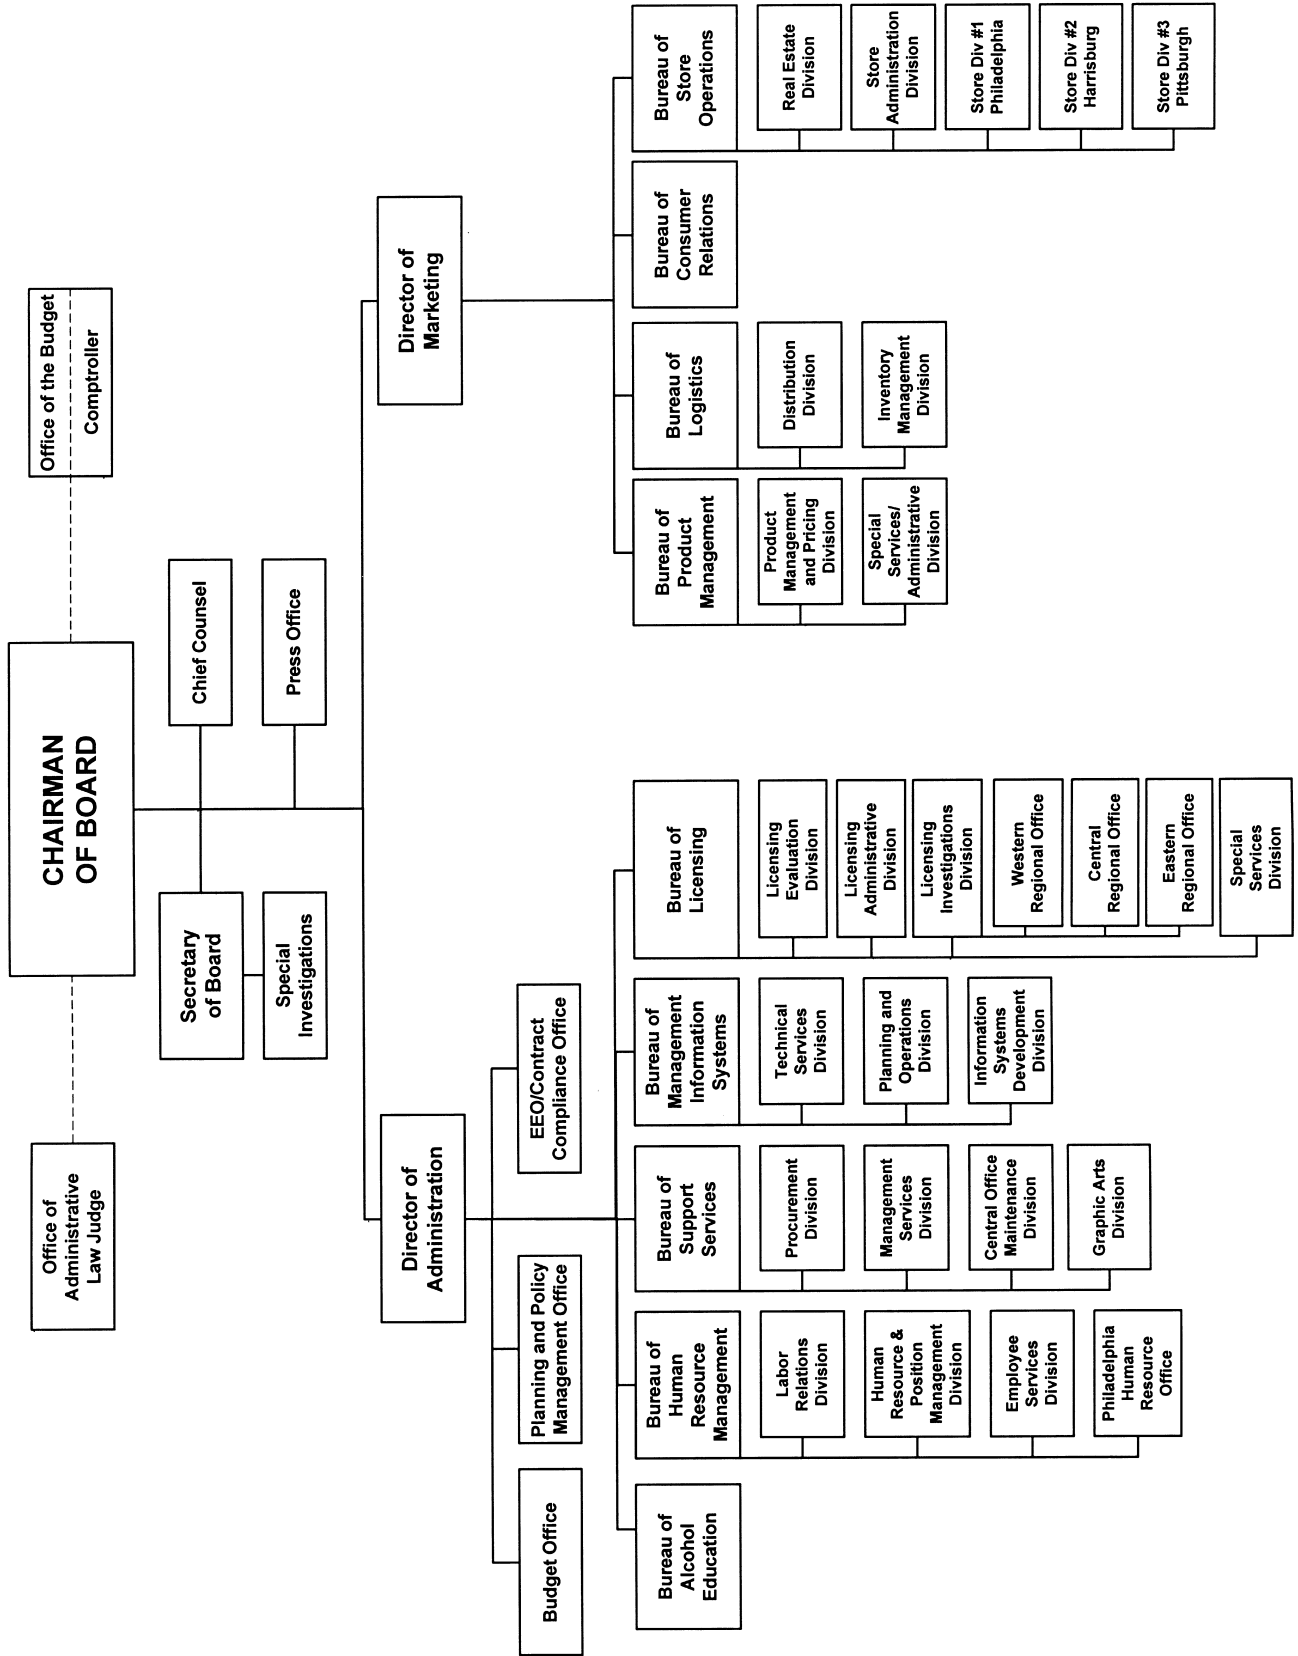 CHAIRMAN
OF BOARD
Office of
Administrative
Law Judge
Office of the Budget
Comptroller
Secretary
of Board
Chief Counsel
Special
Investigations
Press Office
Director of
Administration
Director of
Marketing
Budget Office
Planning and Policy
Management Office
EEO/Contract
Compliance Office
Bureau of
Alcohol
Education
Bureau of
Human
Resource
Management
Labor
Relations
Division
Human
Resource &
Position
Management
Division
Employee
Services
Division
Philadelphia
Human
Resource
Office
Bureau of
Support
Services
Procurement
Division
Management
Services
Division
Central Office
Maintenance
Division
Graphic Arts
Division
Bureau of
Management
Information
Systems
Technical
Services
Division
Planning and
Operations
Division
Information
Systems
Development
Division
Bureau of
Licensing
Licensing
Evaluation
Division
Licensing
Administrative
Division
Licensing
Investigations
Division
Western
Regional Office
Central
Regional Office
Eastern
Regional Office
Special
Services
Division
Bureau of
Product
Management
Product
Management
and Pricing
Division
Special
Services/
Administrative
Division
Bureau of
Logistics
Distribution
Division
Inventory
Management
Division
Bureau of
Consumer
Relations
Bureau of
Store
Operations
Real Estate
Division
Store
Administration
Division
Store Div #1
Philadelphia
Store Div #2
Harrisburg
Store Div #3
Pittsburgh